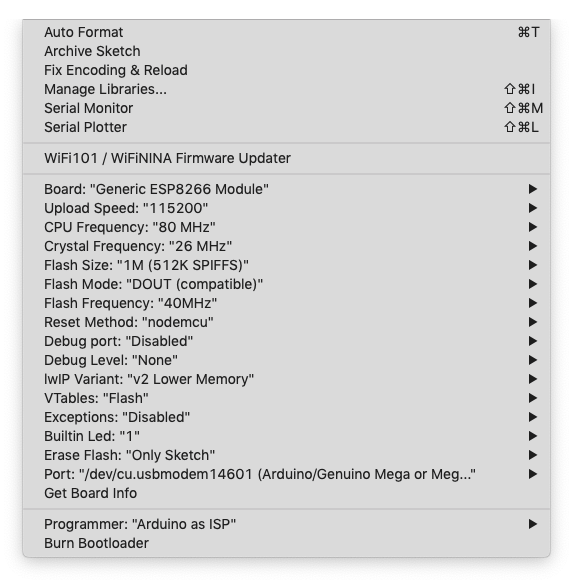 Auto Format ⌘T
Archive Sketch
Fix Encoding & Reload
Manage Libraries... ⇧⌘I
Serial Monitor ⇧⌘M
Serial Plotter ⇧⌘L
WiFi101 / WiFiNINA Firmware Updater
Board: "Generic ESP8266 Module"
Upload Speed: "115200"
CPU Frequency: "80 MHz"
Crystal Frequency: "26 MHz"
Flash Size: "1M (512K SPIFFS)"
Flash Mode: "DOUT (compatible)"
Flash Frequency: "40MHz"
Reset Method: "nodemcu"
Debug port: "Disabled"
Debug Level: "None"
lwIP Variant: "v2 Lower Memory"
VTables: "Flash"
Exceptions: "Disabled"
Builtin Led: "1"
Erase Flash: "Only Sketch"
Port: "/dev/cu.usbmodem14601 (Arduino/Genuino Mega or Meg..."
Get Board Info
Programmer: "Arduino as ISP"
Burn Bootloader